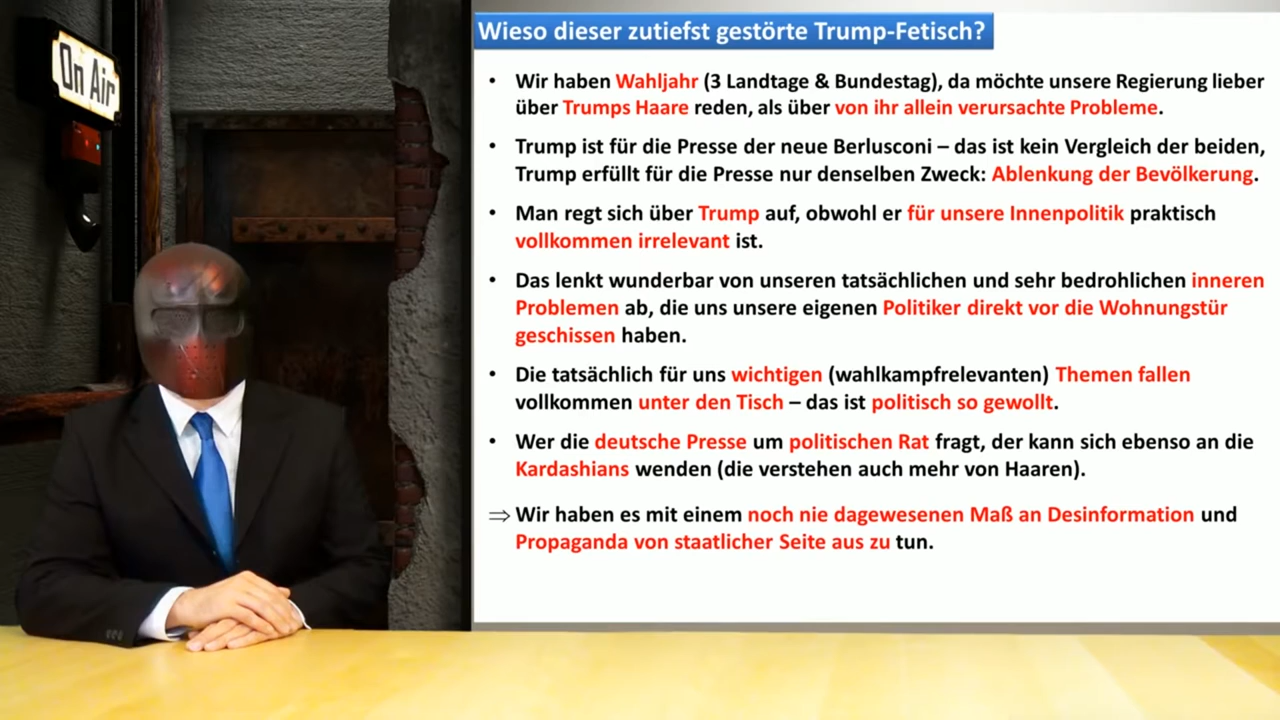 On Air
Wieso dieser zutiefst gestörte Trump-Fetisch?
• Wir haben Wahljahr (3 Landtage & Bundestag), da möchte unsere Regierung lieber
über Trumps Haare reden, als über von ihr allein verursachte Probleme.
• Trump ist für die Presse der neue Berlusconi – das ist kein Vergleich der beiden,
Trump erfüllt für die Presse nur denselben Zweck: Ablenkung der Bevölkerung.
• Man regt sich über Trump auf, obwohl er für unsere Innenpolitik praktisch
vollkommen irrelevant ist.
• Das lenkt wunderbar von unseren tatsächlichen und sehr bedrohlichen inneren
Problemen ab, die uns unsere eigenen Politiker direkt vor die Wohnungstür
geschissen haben.
• Die tatsächlich für uns wichtigen (wahlkampfrelevanten) Themen fallen
vollkommen unter den Tisch – das ist politisch so gewollt.
• Wer die deutsche Presse um politischen Rat fragt, der kann sich ebenso an die
Kardashians wenden (die verstehen auch mehr von Haaren).
⇒ Wir haben es mit einem noch nie dagewesenen Maß an Desinformation und
Propaganda von staatlicher Seite aus zu tun.